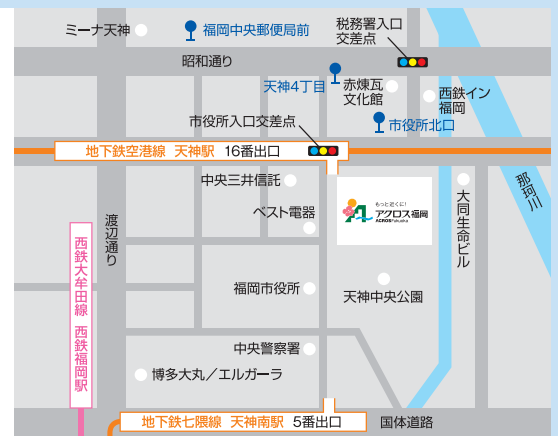 ミーナ天神
福岡中央郵便局前
税務署入口
交差点
昭和通り
天神4丁目
赤煉瓦
文化館
西鉄イン
福岡
市役所入口交差点
市役所北口
地下鉄空港線 天神駅 16番出口
中央三井信託
もっと近くに!
アクロス福岡
ACROS Fukuoka
那珂川
大同生命ビル
ベスト電器
渡辺通り
西鉄大牟田線 西鉄福岡駅
福岡市役所
天神中央公園
中央警察署
博多大丸／エルガーラ
地下鉄七隈線 天神南駅 5番出口
国体道路